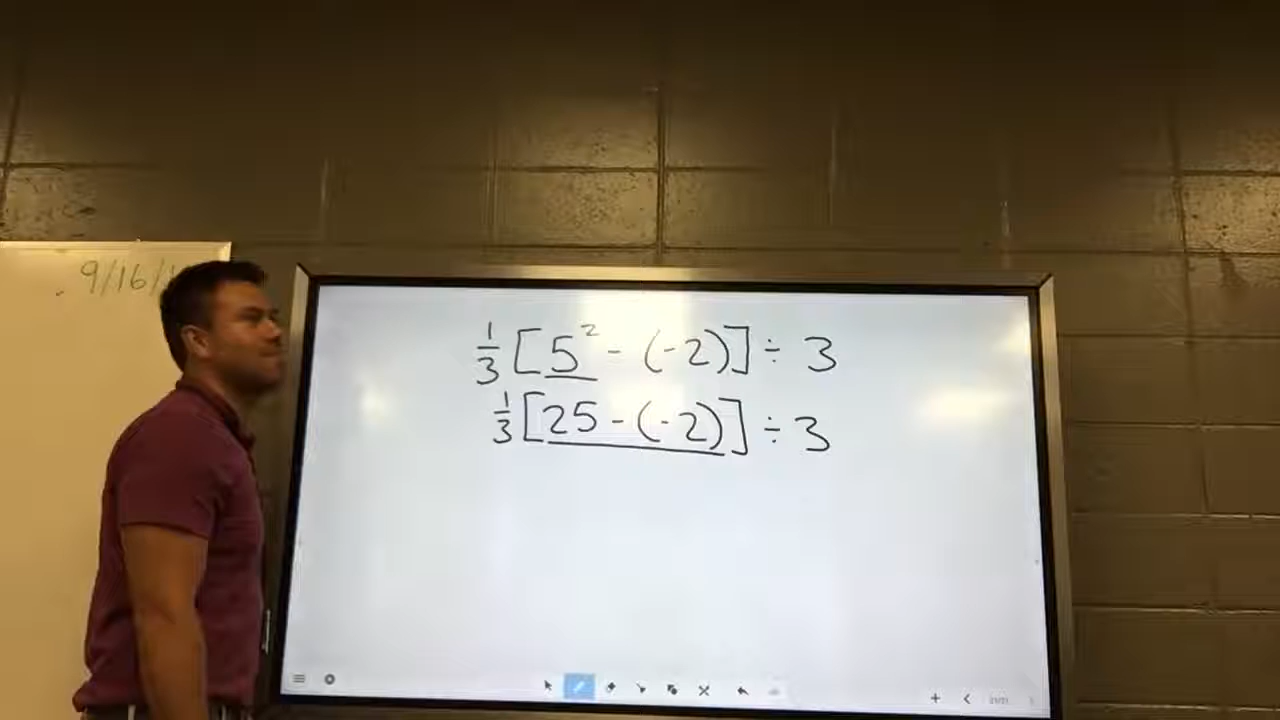 9/16/
1/3 [5² - (-2)] ÷ 3
1/3 [25 - (-2)] ÷ 3